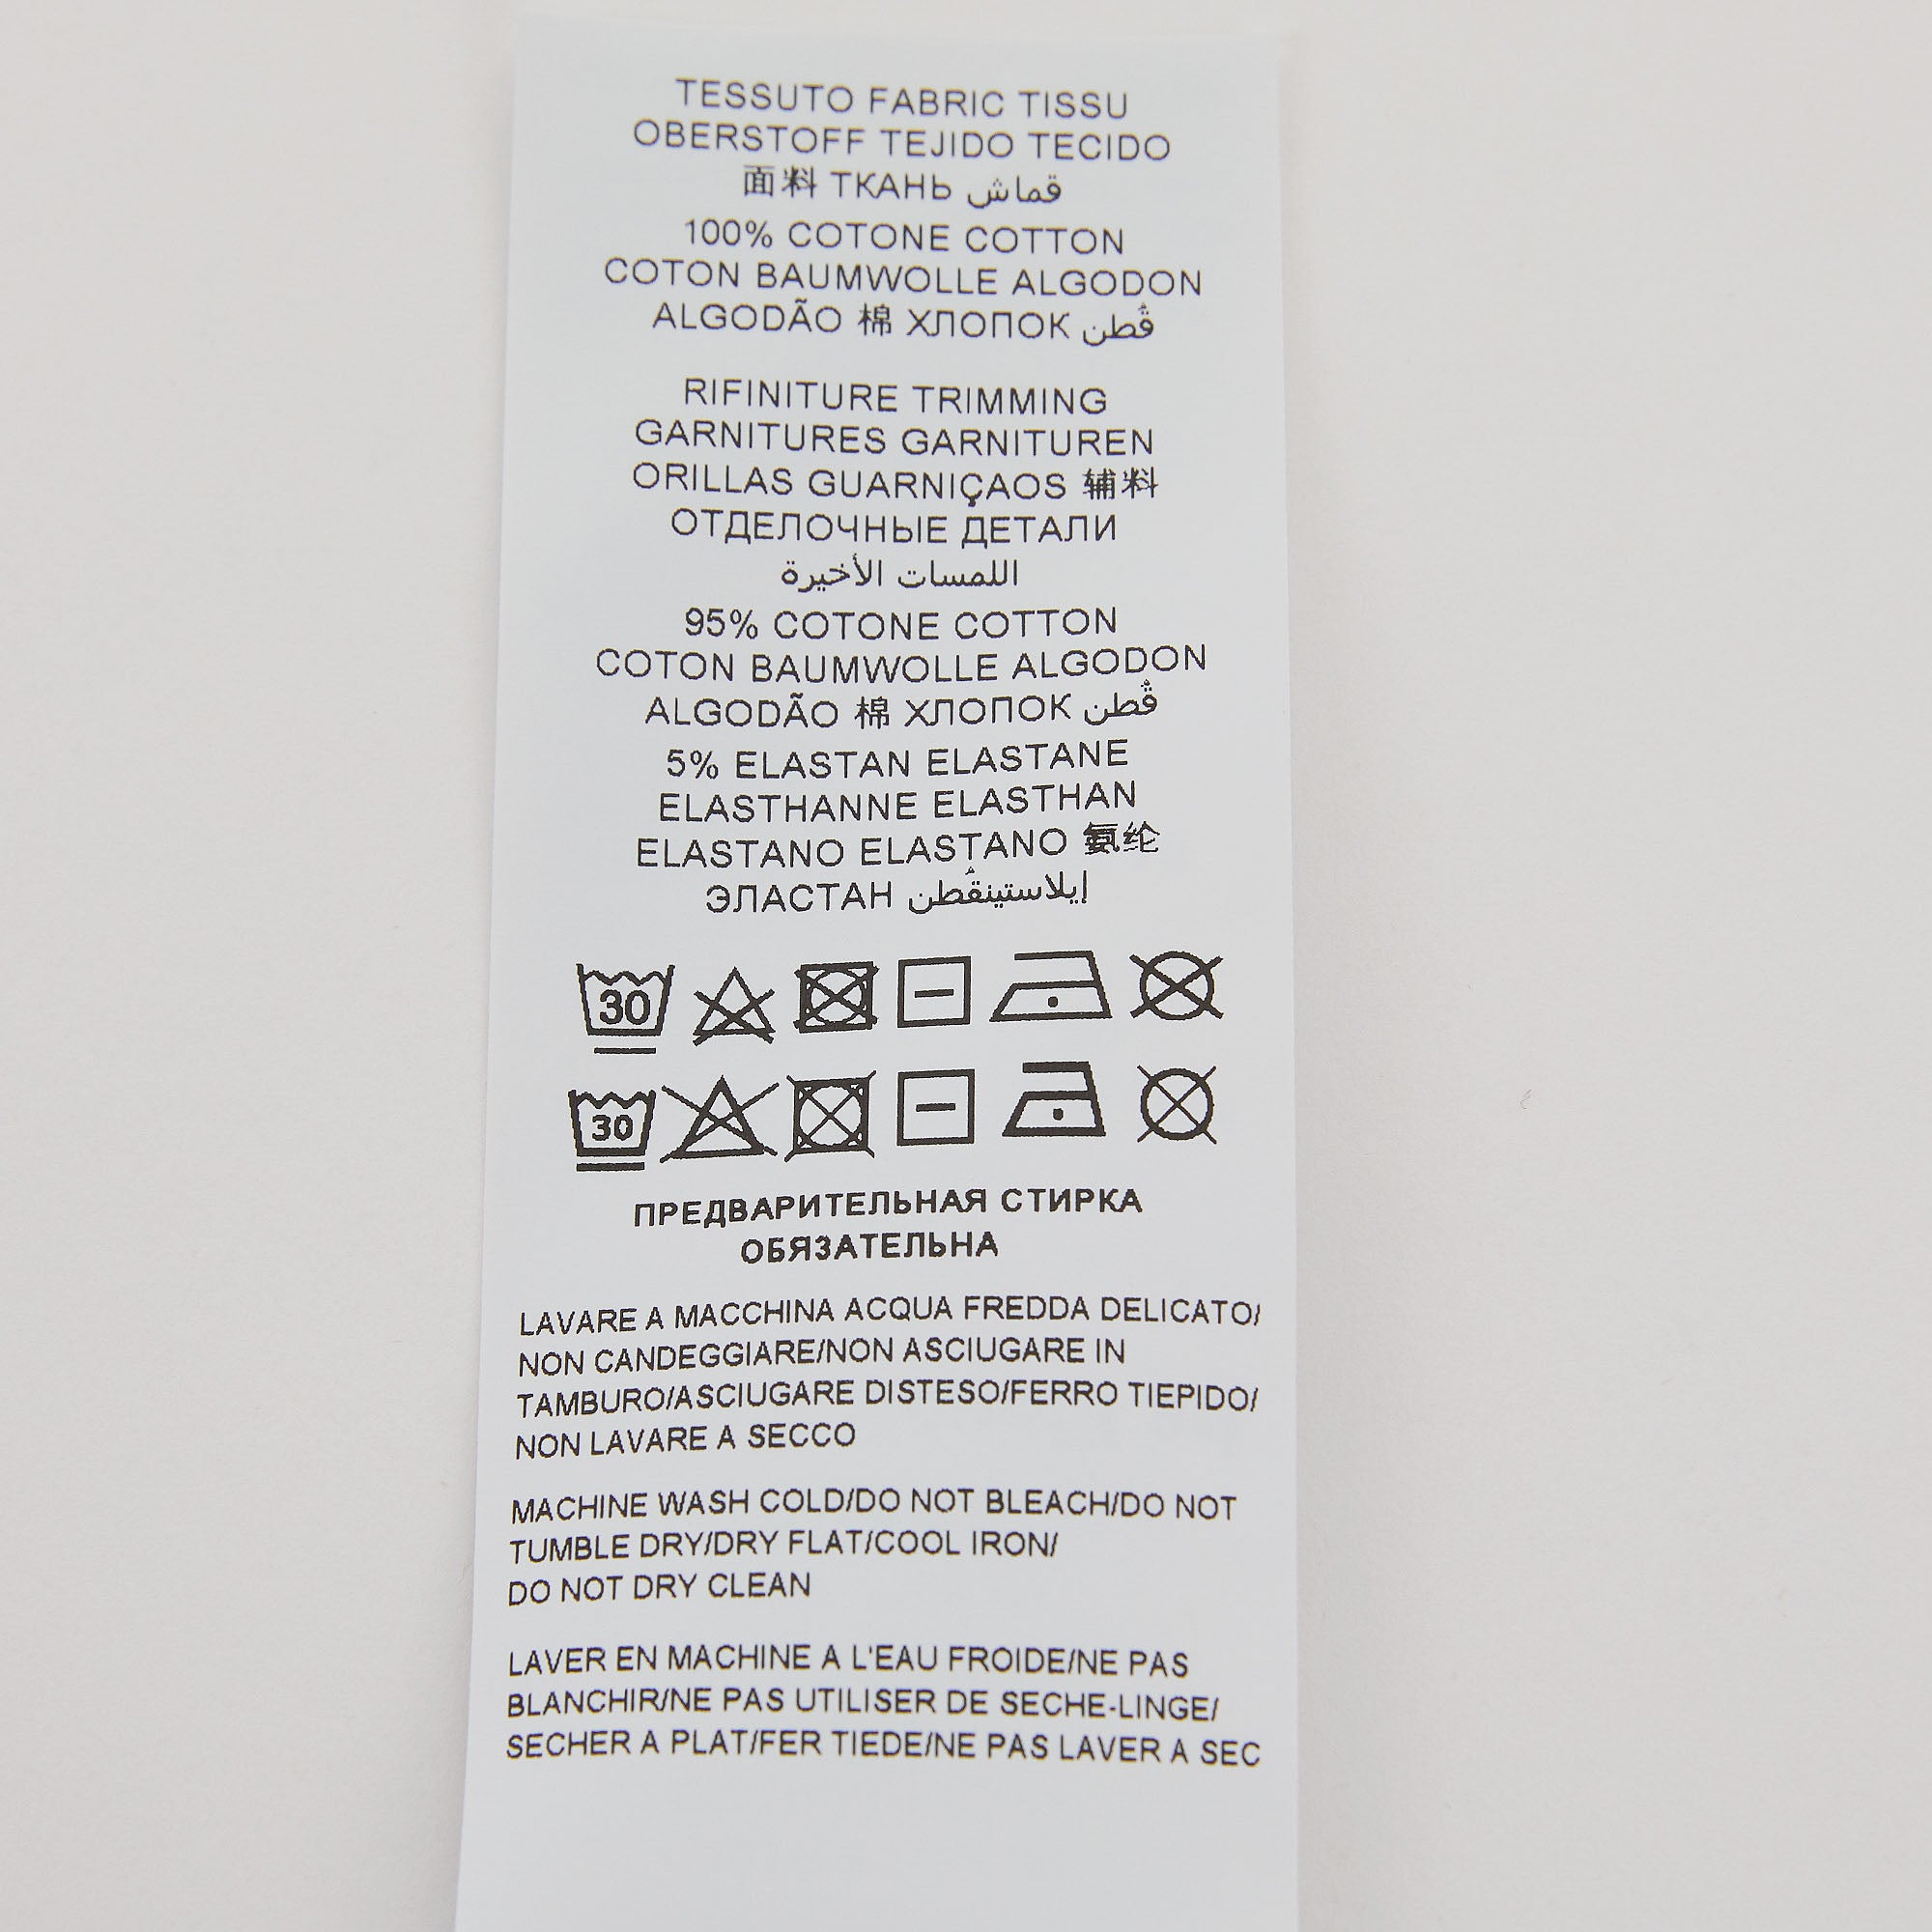 TESSUTO FABRIC TISSU
OBERSTOFF TEJIDO TECIDO
面料 ТКАНЬ قماش
100% COTONE COTTON
COTON BAUMWOLLE ALGODON
ALGODÃO 棉 ХЛОПОК قُطن
RIFINITURE TRIMMING
GARNITURES GARNITUREN
ORILLAS GUARNIÇAOS 辅料
ОТДЕЛОЧНЫЕ ДЕТАЛИ
اللمسات الأخيرة
95% COTONE COTTON
COTON BAUMWOLLE ALGODON
ALGODÃO 棉 ХЛОПОК قُطن
5% ELASTAN ELASTANE
ELASTHANNE ELASTHAN
ELASTANO ELASTANO 氨纶
ЭЛАСТАН إيلاستينقُطن
30
30
ПРЕДВАРИТЕЛЬНАЯ СТИРКА
ОБЯЗАТЕЛЬНА
LAVARE A MACCHINA ACQUA FREDDA DELICATO/
NON CANDEGGIARE/NON ASCIUGARE IN
TAMBURO/ASCIUGARE DISTESO/FERRO TIEPIDO/
NON LAVARE A SECCO
MACHINE WASH COLD/DO NOT BLEACH/DO NOT
TUMBLE DRY/DRY FLAT/COOL IRON/
DO NOT DRY CLEAN
LAVER EN MACHINE A L'EAU FROIDE/NE PAS
BLANCHIR/NE PAS UTILISER DE SECHE-LINGE/
SECHER A PLAT/FER TIEDE/NE PAS LAVER A SEC